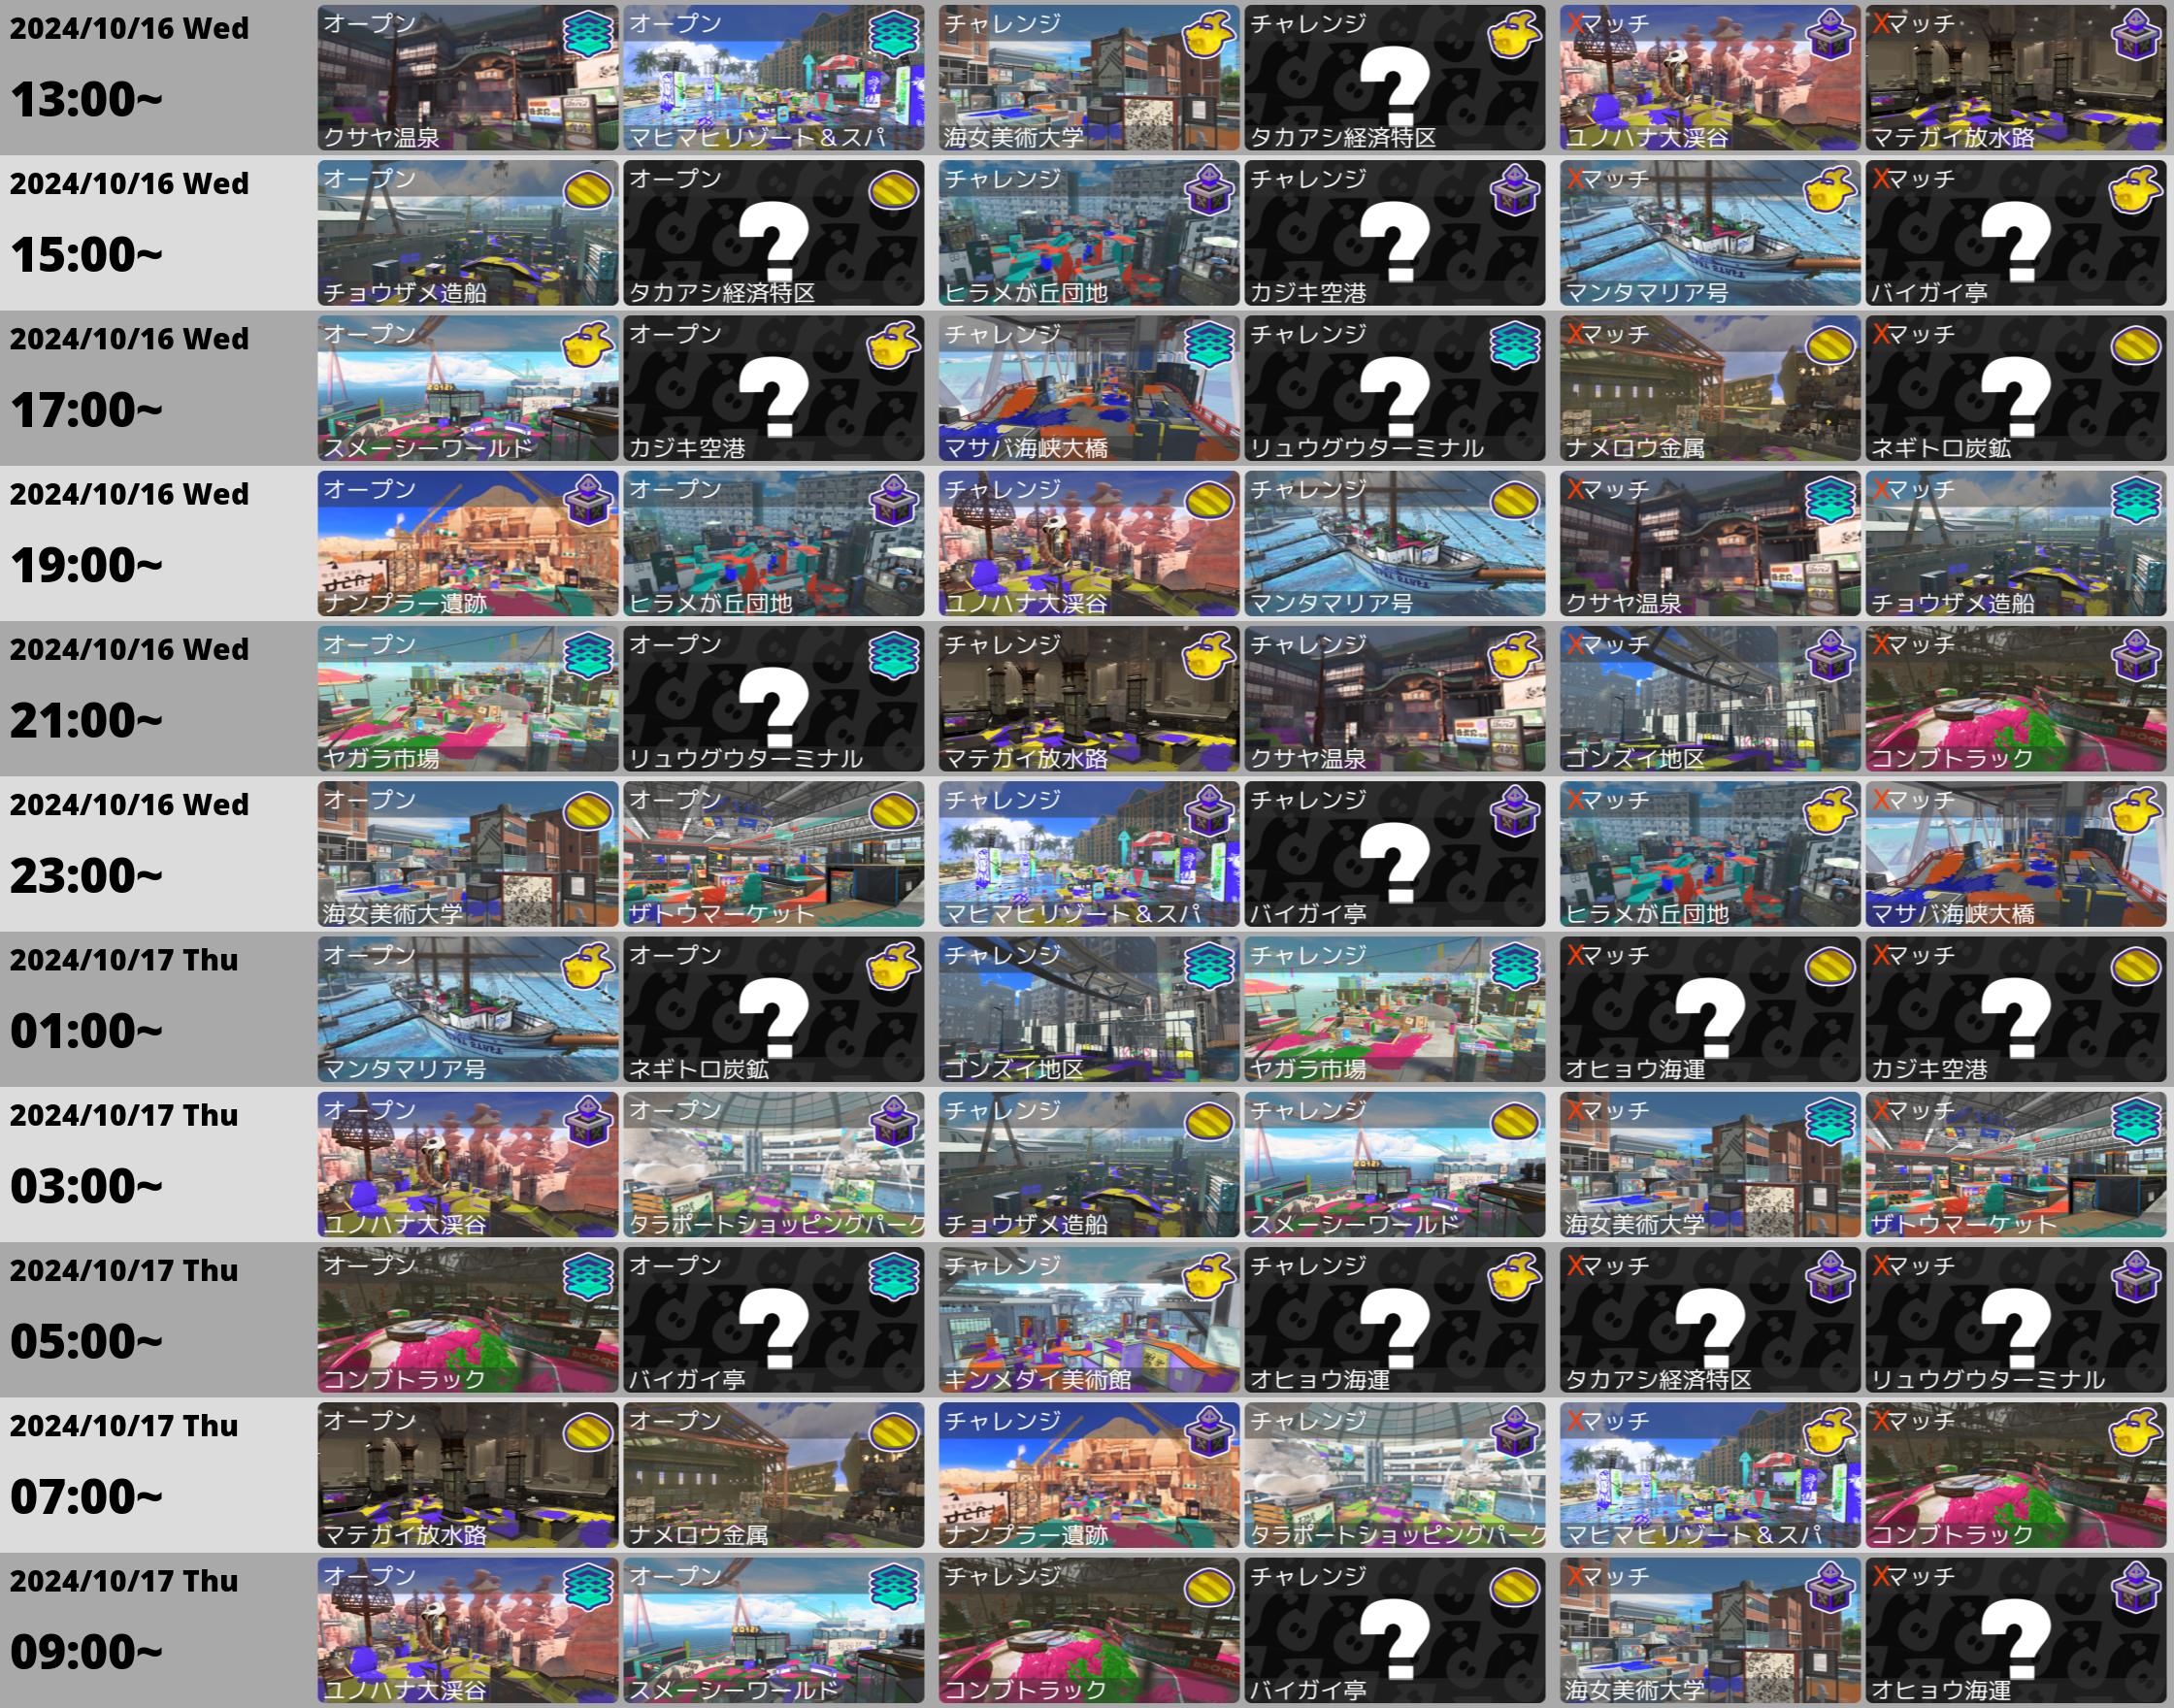 2024/10/16 Wed
13:00~
オープン
クサヤ温泉
オープン
マヒマヒリゾート＆スパ
チャレンジ
海女美術大学
チャレンジ
タカアシ経済特区
Xマッチ
ユノハナ大渓谷
Xマッチ
マテガイ放水路
2024/10/16 Wed
15:00~
オープン
チョウザメ造船
オープン
タカアシ経済特区
チャレンジ
ヒラメが丘団地
チャレンジ
カジキ空港
Xマッチ
マンタマリア号
Xマッチ
バイガイ亭
2024/10/16 Wed
17:00~
オープン
スメーシーワールド
オープン
カジキ空港
チャレンジ
マサバ海峡大橋
チャレンジ
リュウグウターミナル
Xマッチ
ナメロウ金属
Xマッチ
ネギトロ炭鉱
2024/10/16 Wed
19:00~
オープン
ナンプラー遺跡
オープン
ヒラメが丘団地
チャレンジ
ユノハナ大渓谷
チャレンジ
マンタマリア号
Xマッチ
クサヤ温泉
Xマッチ
チョウザメ造船
2024/10/16 Wed
21:00~
オープン
ヤガラ市場
オープン
リュウグウターミナル
チャレンジ
マテガイ放水路
チャレンジ
クサヤ温泉
Xマッチ
ゴンズイ地区
Xマッチ
コンブトラック
2024/10/16 Wed
23:00~
オープン
海女美術大学
オープン
ザトウマーケット
チャレンジ
マヒマヒリゾート＆スパ
チャレンジ
バイガイ亭
Xマッチ
ヒラメが丘団地
Xマッチ
マサバ海峡大橋
2024/10/17 Thu
01:00~
オープン
マンタマリア号
オープン
ネギトロ炭鉱
チャレンジ
ゴンズイ地区
チャレンジ
ヤガラ市場
Xマッチ
オヒョウ海運
Xマッチ
カジキ空港
2024/10/17 Thu
03:00~
オープン
ユノハナ大渓谷
オープン
タラポートショッピングパーク
チャレンジ
チョウザメ造船
チャレンジ
スメーシーワールド
Xマッチ
海女美術大学
Xマッチ
ザトウマーケット
2024/10/17 Thu
05:00~
オープン
コンブトラック
オープン
バイガイ亭
チャレンジ
キンメダイ美術館
チャレンジ
オヒョウ海運
Xマッチ
タカアシ経済特区
Xマッチ
リュウグウターミナル
2024/10/17 Thu
07:00~
オープン
マテガイ放水路
オープン
ナメロウ金属
チャレンジ
ナンプラー遺跡
チャレンジ
タラポートショッピングパーク
Xマッチ
マヒマヒリゾート＆スパ
Xマッチ
コンブトラック
2024/10/17 Thu
09:00~
オープン
ユノハナ大渓谷
オープン
スメーシーワールド
チャレンジ
コンブトラック
チャレンジ
バイガイ亭
Xマッチ
海女美術大学
Xマッチ
オヒョウ海運